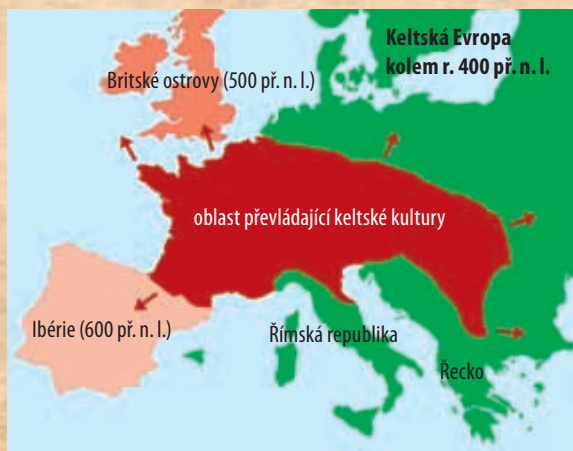 Keltská Evropa
kolem r. 400 př. n. l.
Britské ostrovy (500 př. n. l.)
oblast převládající keltské kultury
Ibérie (600 př. n. l.)
Římská republika
Řecko